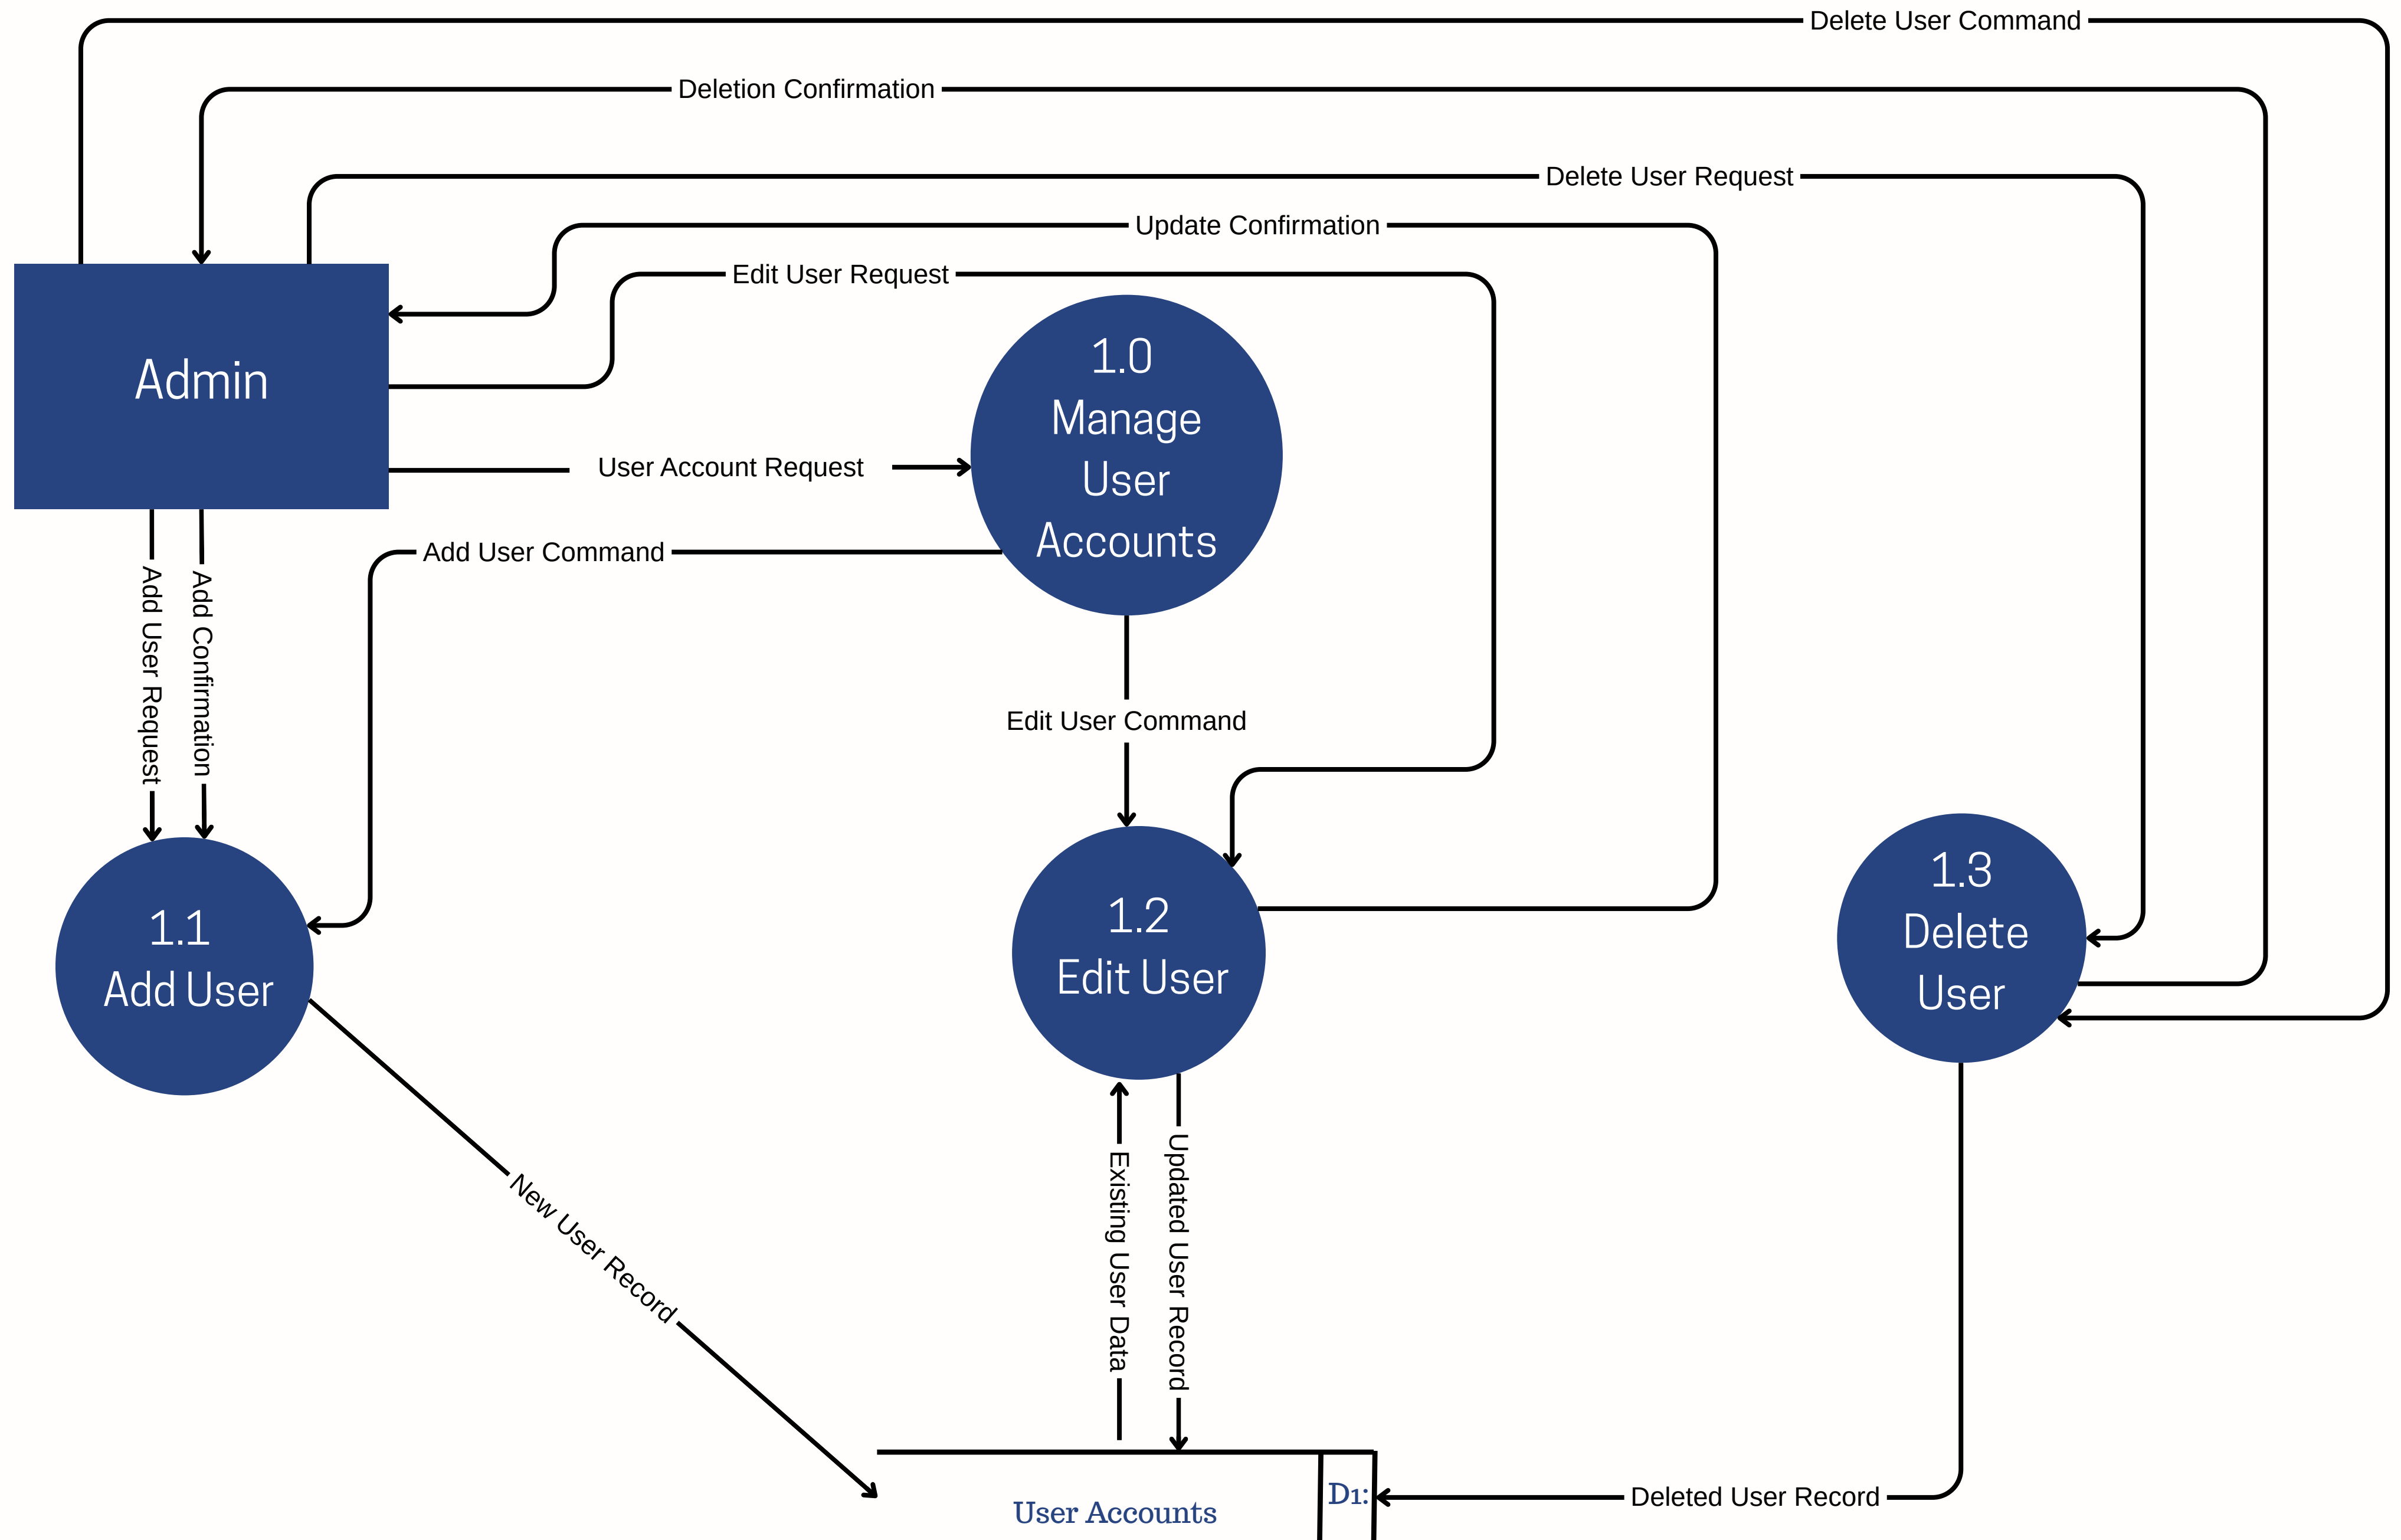 Delete User Command
Deletion Confirmation
Delete User Request
Update Confirmation
Edit User Request
Admin
1.0
Manage
User
Accounts
User Account Request
Add User Command
Add User Request
Add Confirmation
Edit User Command
1.1
Add User
1.2
Edit User
1.3
Delete
User
New User Record
Existing User Data
Updated User Record
User Accounts
D1:
Deleted User Record